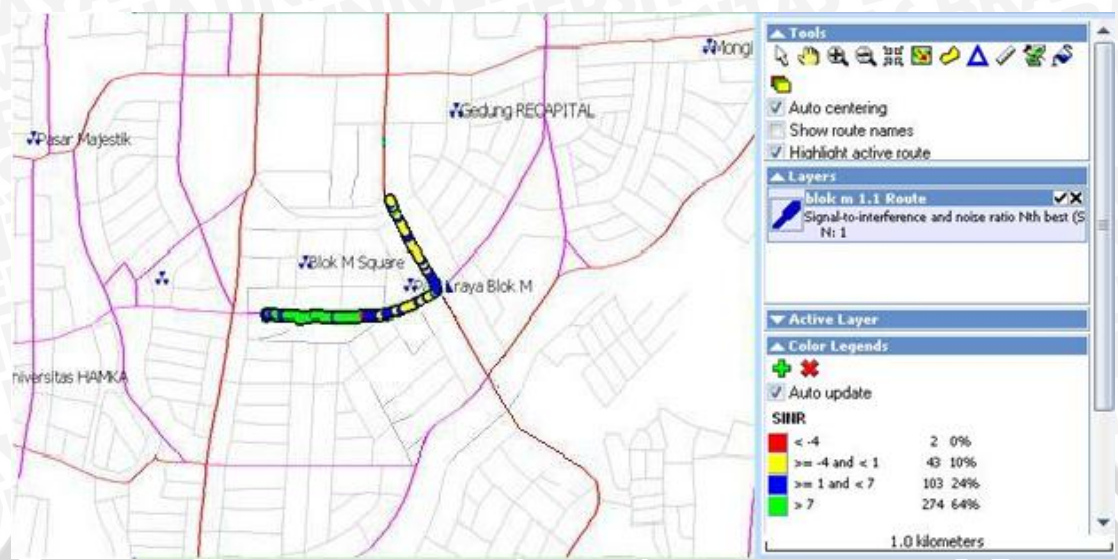 Mongi
Gedung RECAPITAL
Pasar Majestik
Blok M Square
raya Blok M
niversitas HAMKA
Tools
Auto centering
Show route names
Highlight active route
Layers
blok m 1.1 Route
Signal-to-interference and noise ratio Nth best (S
N: 1
Active Layer
Color Legends
Auto update
SINR
< -4 2 0%
>= -4 and < 1 43 10%
>= 1 and < 7 103 24%
> 7 274 64%
1.0 kilometers